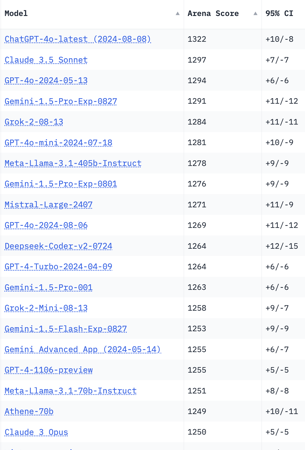 Model Arena Score 95% CI
ChatGPT-4o-latest (2024-08-08) 1322 +10/-8
Claude 3.5 Sonnet 1297 +7/-7
GPT-4o-2024-05-13 1294 +6/-6
Gemini-1.5-Pro-Exp-0827 1291 +11/-12
Grok-2-08-13 1284 +11/-11
GPT-4o-mini-2024-07-18 1281 +10/-9
Meta-Llama-3.1-405b-Instruct 1278 +9/-9
Gemini-1.5-Pro-Exp-0801 1276 +9/-9
Mistral-Large-2407 1271 +11/-9
GPT-4o-2024-08-06 1269 +11/-12
Deepseek-Coder-v2-0724 1264 +12/-15
GPT-4-Turbo-2024-04-09 1264 +6/-6
Gemini-1.5-Pro-001 1263 +6/-6
Grok-2-Mini-08-13 1258 +9/-7
Gemini-1.5-Flash-Exp-0827 1253 +9/-9
Gemini Advanced App (2024-05-14) 1255 +6/-7
GPT-4-1106-preview 1255 +5/-5
Meta-Llama-3.1-70b-Instruct 1251 +8/-8
Athene-70b 1249 +10/-11
Claude 3 Opus 1250 +5/-5